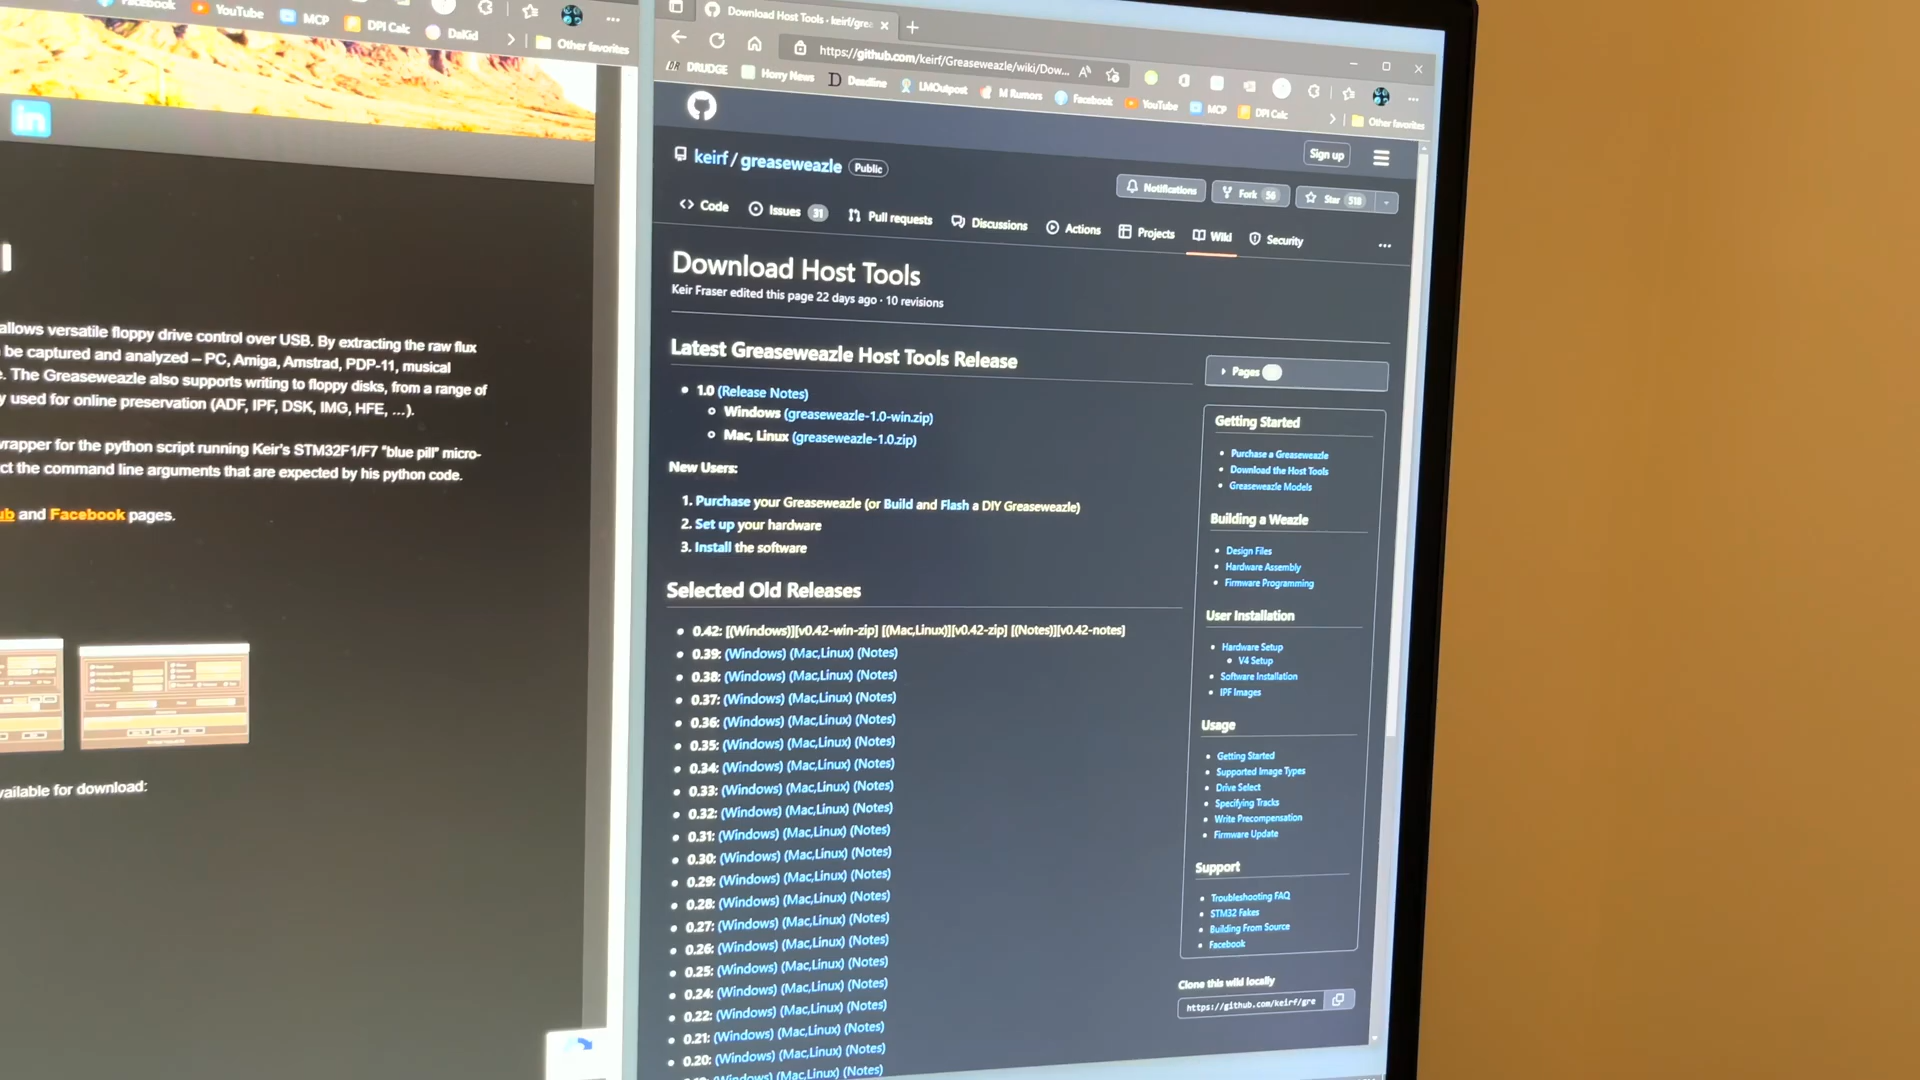 Facebook
YouTube
MCP
DPI Calc
DaKid
Other favorites
in
allows versatile floppy drive control over USB. By extracting the raw flux
be captured and analyzed – PC, Amiga, Amstrad, PDP-11, musical
The Greaseweazle also supports writing to floppy disks, from a range of
used for online preservation (ADF, IPF, DSK, IMG, HFE, ...).
for the python script running Keir's STM32F1/F7 "blue pill" micro-
the command line arguments that are expected by his python code.
and Facebook pages.
for download:
Download Host Tools · keirf/gre
https://github.com/keirf/Greaseweazle/wiki/Dow...
DR DRUDGE
Horry News
D Deadline
LMOutpost
M Rumors
Facebook
YouTube
MCP
DPI Calc
Other favorites
keirf / greaseweazle Public
Sign up
Notifications
Fork 56
Star 518
Code
Issues 31
Pull requests
Discussions
Actions
Projects
Wiki
Security
Download Host Tools
Keir Fraser edited this page 22 days ago · 10 revisions
Latest Greaseweazle Host Tools Release
1.0 (Release Notes)
Windows (greaseweazle-1.0-win.zip)
Mac, Linux (greaseweazle-1.0.zip)
New Users:
1. Purchase your Greaseweazle (or Build and Flash a DIY Greaseweazle)
2. Set up your hardware
3. Install the software
Selected Old Releases
0.42: [(Windows)][v0.42-win-zip] [(Mac,Linux)][v0.42-zip] [(Notes)][v0.42-notes]
0.39: (Windows) (Mac,Linux) (Notes)
0.38: (Windows) (Mac,Linux) (Notes)
0.37: (Windows) (Mac,Linux) (Notes)
0.36: (Windows) (Mac,Linux) (Notes)
0.35: (Windows) (Mac,Linux) (Notes)
0.34: (Windows) (Mac,Linux) (Notes)
0.33: (Windows) (Mac,Linux) (Notes)
0.32: (Windows) (Mac,Linux) (Notes)
0.31: (Windows) (Mac,Linux) (Notes)
0.30: (Windows) (Mac,Linux) (Notes)
0.29: (Windows) (Mac,Linux) (Notes)
0.28: (Windows) (Mac,Linux) (Notes)
0.27: (Windows) (Mac,Linux) (Notes)
0.26: (Windows) (Mac,Linux) (Notes)
0.25: (Windows) (Mac,Linux) (Notes)
0.24: (Windows) (Mac,Linux) (Notes)
0.22: (Windows) (Mac,Linux) (Notes)
0.21: (Windows) (Mac,Linux) (Notes)
0.20: (Windows) (Mac,Linux) (Notes)
(Windows) (Mac,Linux) (Notes)
Pages
Getting Started
Purchase a Greaseweazle
Download the Host Tools
Greaseweazle Models
Building a Weazle
Design Files
Hardware Assembly
Firmware Programming
User Installation
Hardware Setup
V4 Setup
Software Installation
IPF Images
Usage
Getting Started
Supported Image Types
Drive Select
Specifying Tracks
Write Precompensation
Firmware Update
Support
Troubleshooting FAQ
STM32 Fakes
Building From Source
Facebook
Clone this wiki locally
https://github.com/keirf/gre